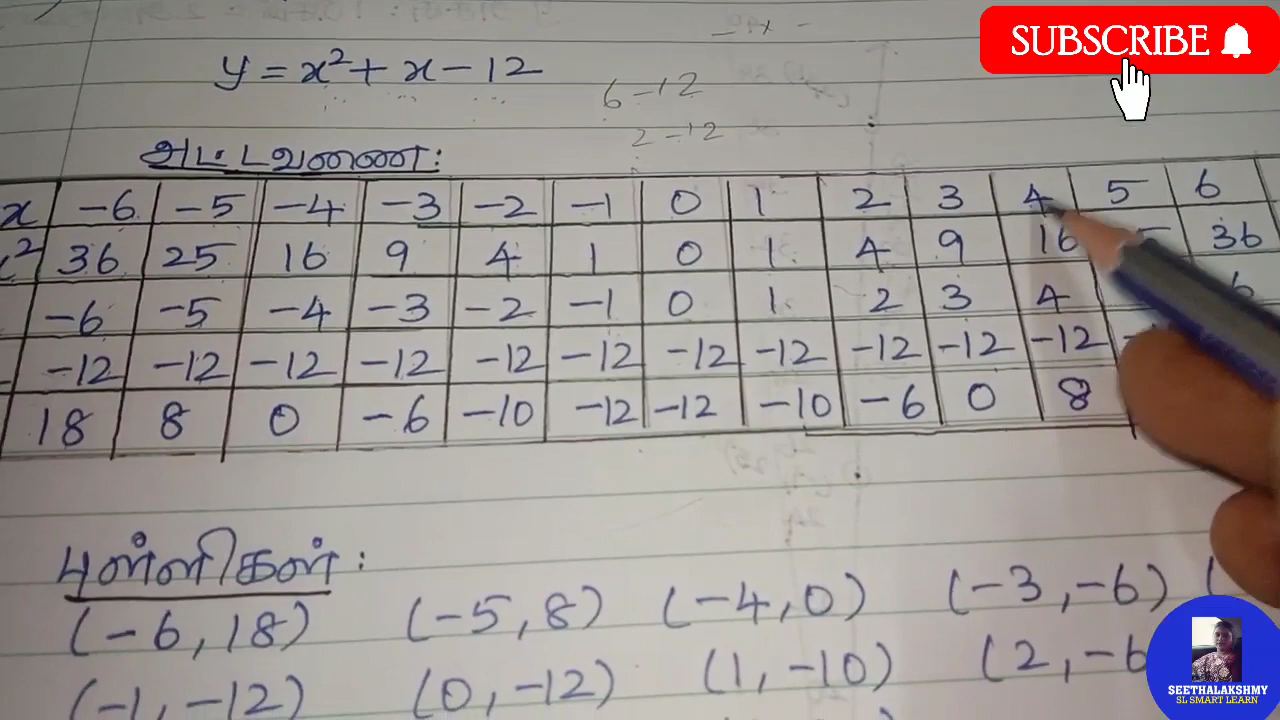 SUBSCRIBE
y = x² + x - 12
6 -12
2 -12
அட்டவணை:
x -6 -5 -4 -3 -2 -1 0 1 2 3 4 5 6
x² 36 25 16 9 4 1 0 1 4 9 16 36
-6 -5 -4 -3 -2 -1 0 1 2 3 4 6
-12 -12 -12 -12 -12 -12 -12 -12 -12 -12 -12
18 8 0 -6 -10 -12 -12 -10 -6 0 8
புள்ளிகள்:
(-6, 18) (-5, 8) (-4, 0) (-3, -6) (
(-1, -12) (0, -12) (1, -10) (2, -6
SEETHALAKSHMY
SL SMART LEARN